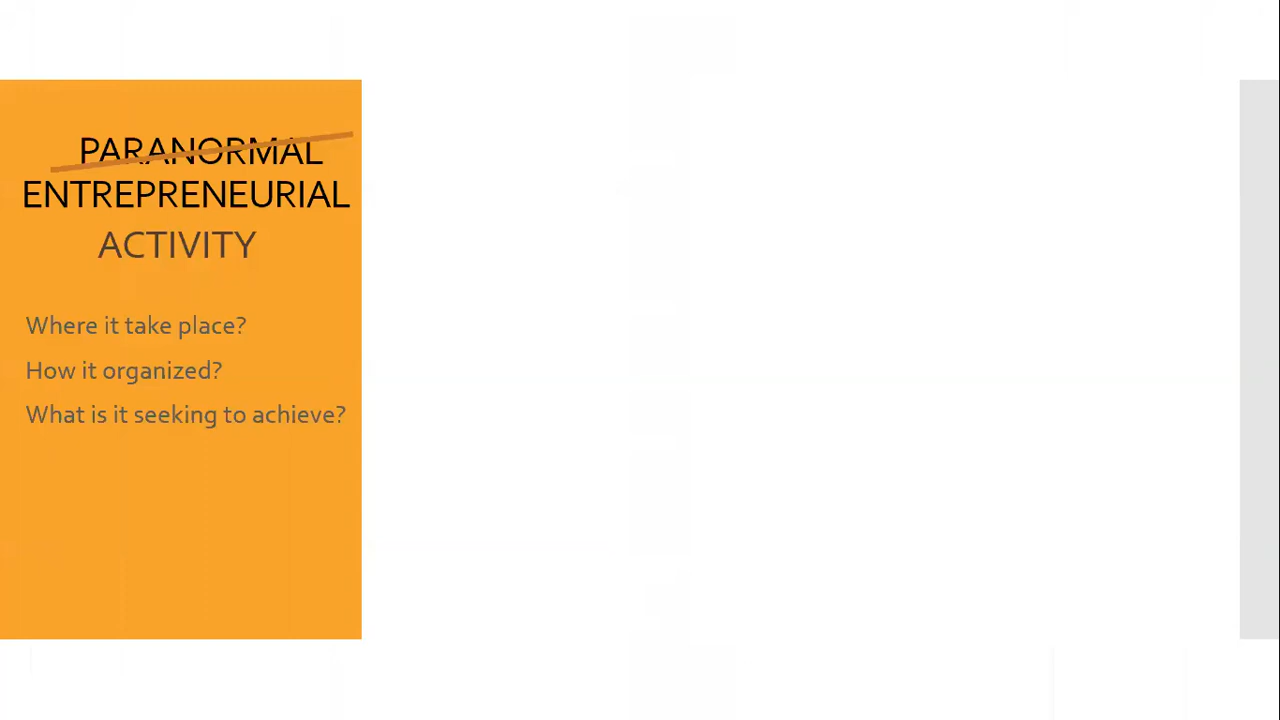 PARANORMAL
ENTREPRENEURIAL
ACTIVITY
Where it take place?
How it organized?
What is it seeking to achieve?